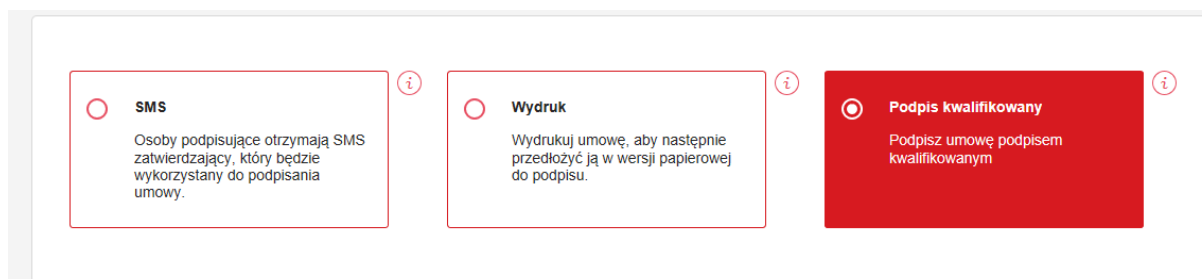 SMS
Osoby podpisujące otrzymają SMS
zatwierdzający, który będzie
wykorzystany do podpisania
umowy.
i
Wydruk
Wydrukuj umowę, aby następnie
przedłożyć ją w wersji papierowej
do podpisu.
i
Podpis kwalifikowany
Podpisz umowę podpisem
kwalifikowanym
i